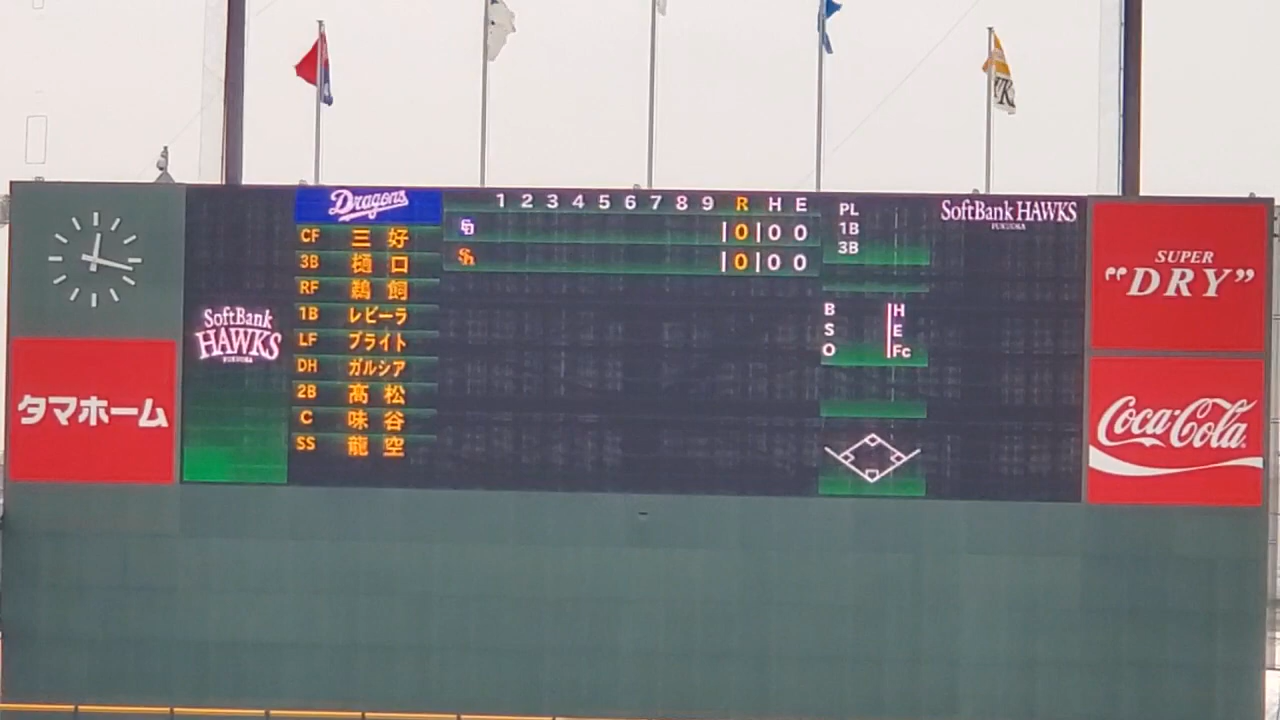 Dragons
CF 三好
3B 樋口
RF 鵜飼
1B レビーラ
LF ブライト
DH ガルシア
2B 髙松
C 味谷
SS 龍空
SoftBank
HAWKS
FUKUOKA
タマホーム
1 2 3 4 5 6 7 8 9 R H E
0 0 0
0 0 0
PL
1B
3B
B H
S E
O Fc
SoftBank HAWKS
FUKUOKA
SUPER
"DRY"
Coca-Cola